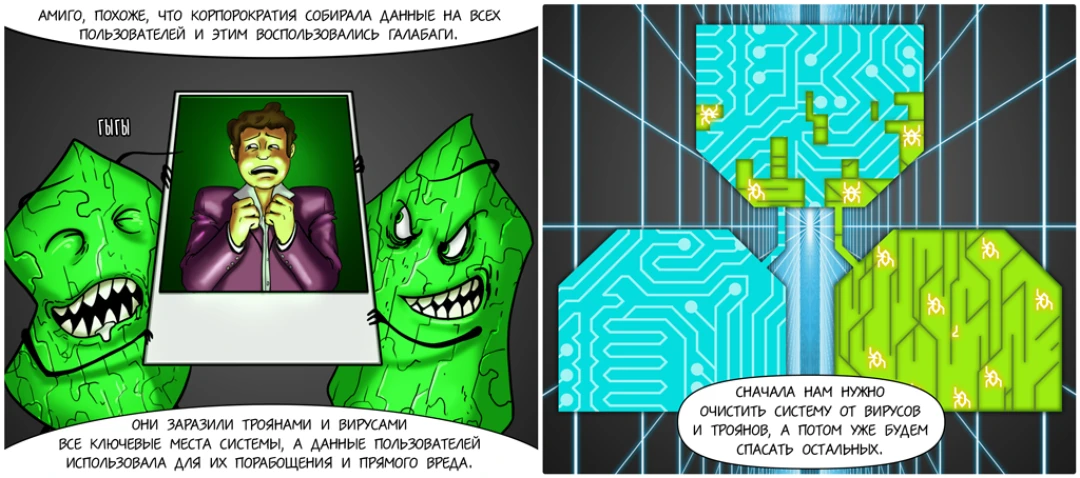 АМИГО, ПОХОЖЕ, ЧТО КОРПОРОКРАТИЯ СОБИРАЛА ДАННЫЕ НА ВСЕХ
ПОЛЬЗОВАТЕЛЕЙ И ЭТИМ ВОСПОЛЬЗОВАЛИСЬ ГАЛАБАГИ.
ГЫГЫ
ОНИ ЗАРАЗИЛИ ТРОЯНАМИ И ВИРУСАМИ
ВСЕ КЛЮЧЕВЫЕ МЕСТА СИСТЕМЫ, А ДАННЫЕ ПОЛЬЗОВАТЕЛЕЙ
ИСПОЛЬЗОВАЛА ДЛЯ ИХ ПОРАБОЩЕНИЯ И ПРЯМОГО ВРЕДА.
СНАЧАЛА НАМ НУЖНО
ОЧИСТИТЬ СИСТЕМУ ОТ ВИРУСОВ
И ТРОЯНОВ, А ПОТОМ УЖЕ БУДЕМ
СПАСАТЬ ОСТАЛЬНЫХ.